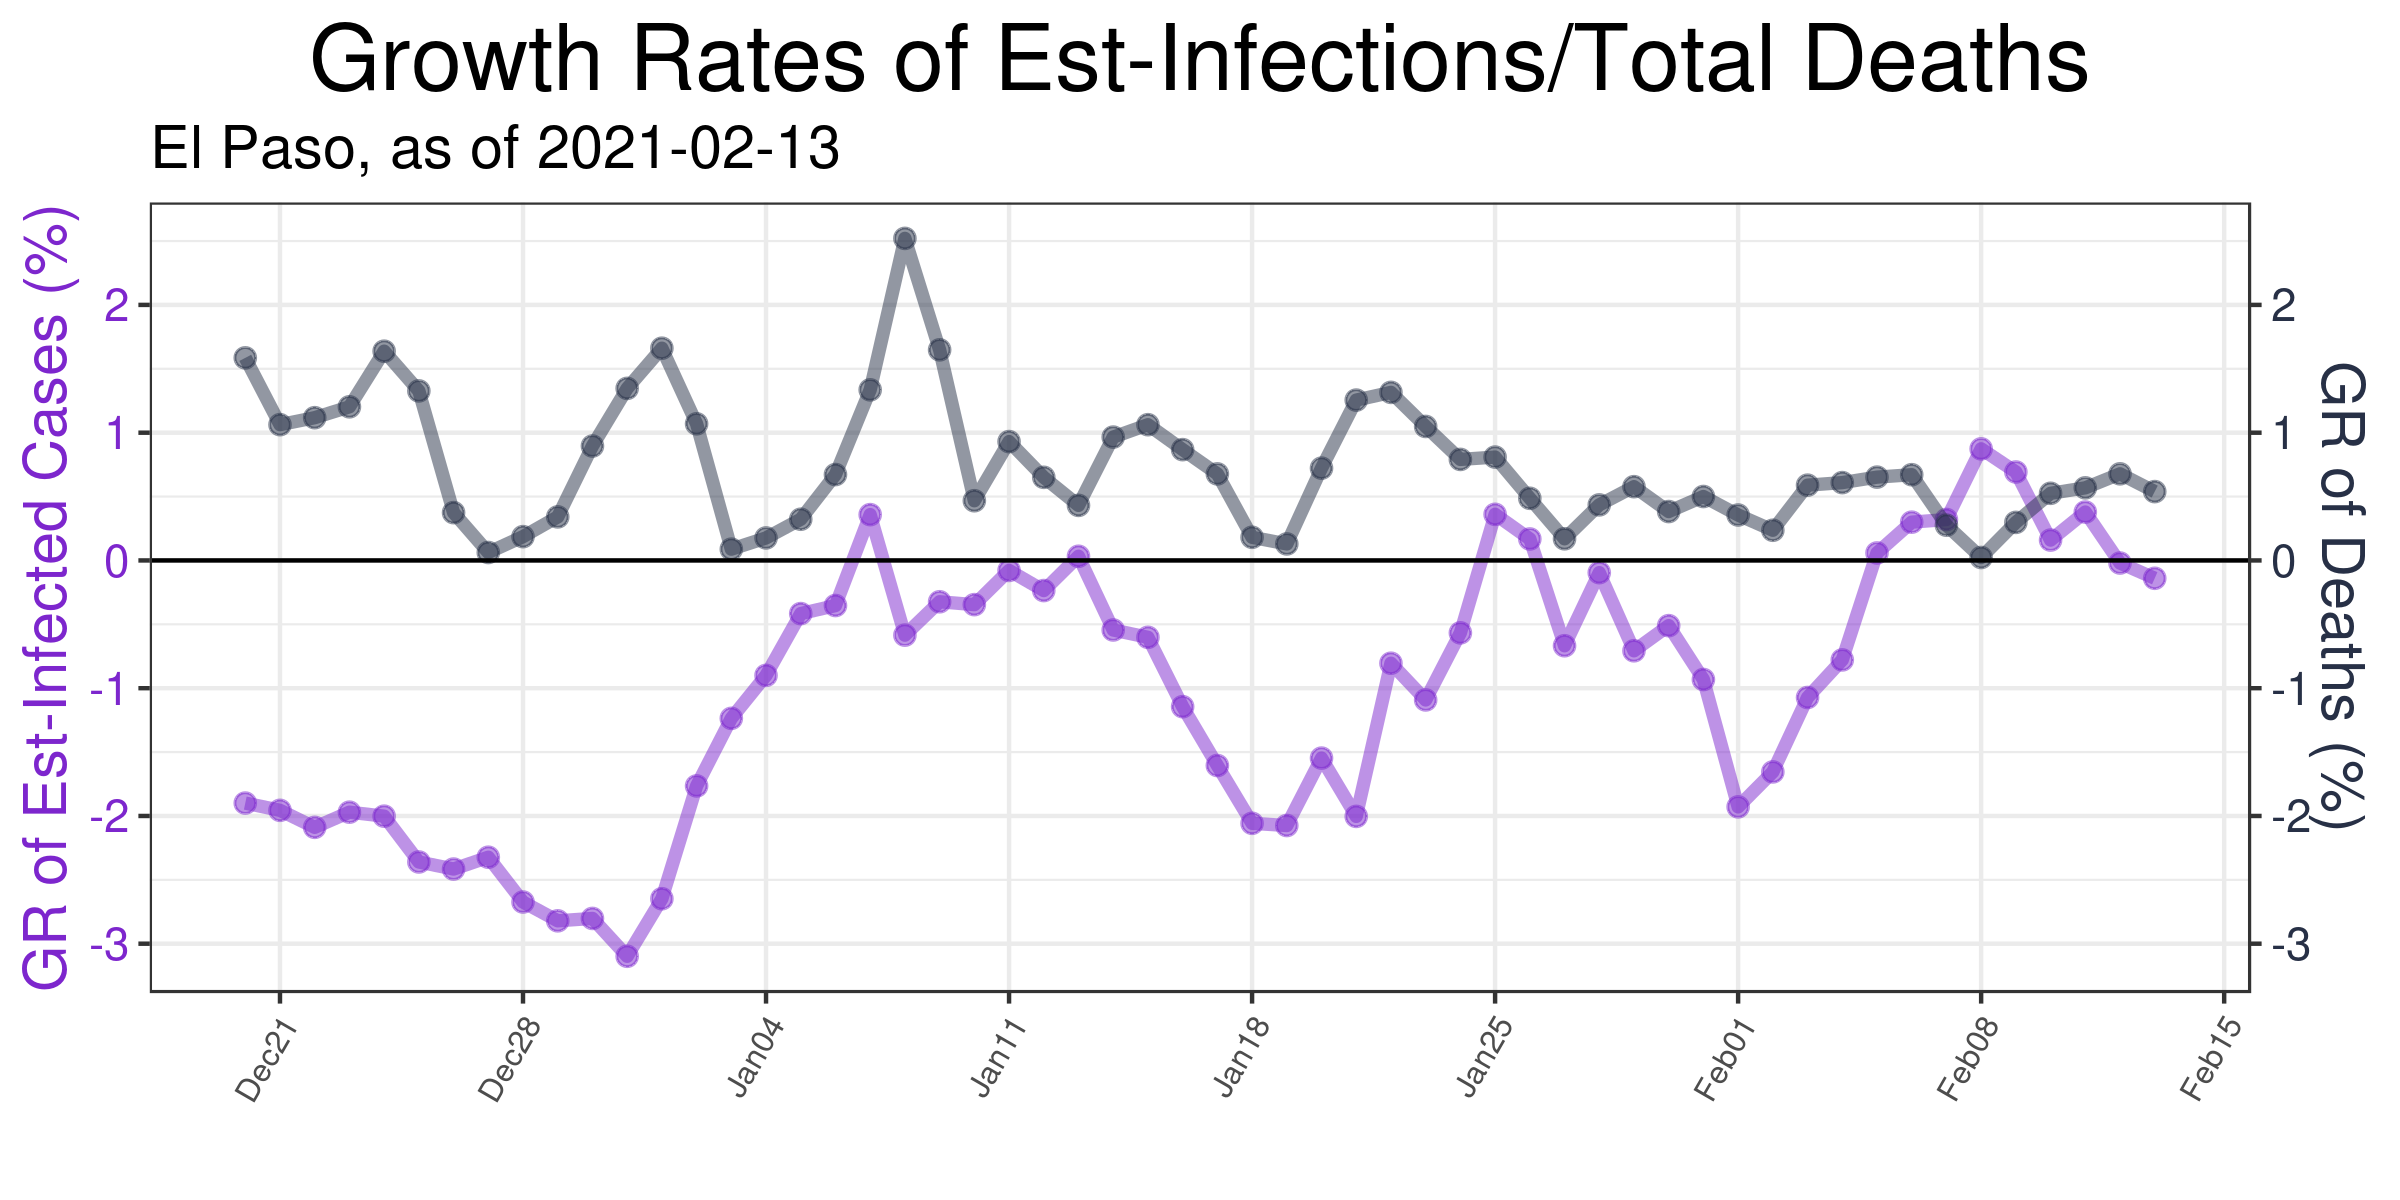 Growth Rates of Est-Infections/Total Deaths
El Paso, as of 2021-02-13
GR of Est-Infected Cases (%)
2
1
0
-1
-2
-3
2
1
0
-1
-2
-3
GR of Deaths (%)
Dec21
Dec28
Jan04
Jan11
Jan18
Jan25
Feb01
Feb08
Feb15